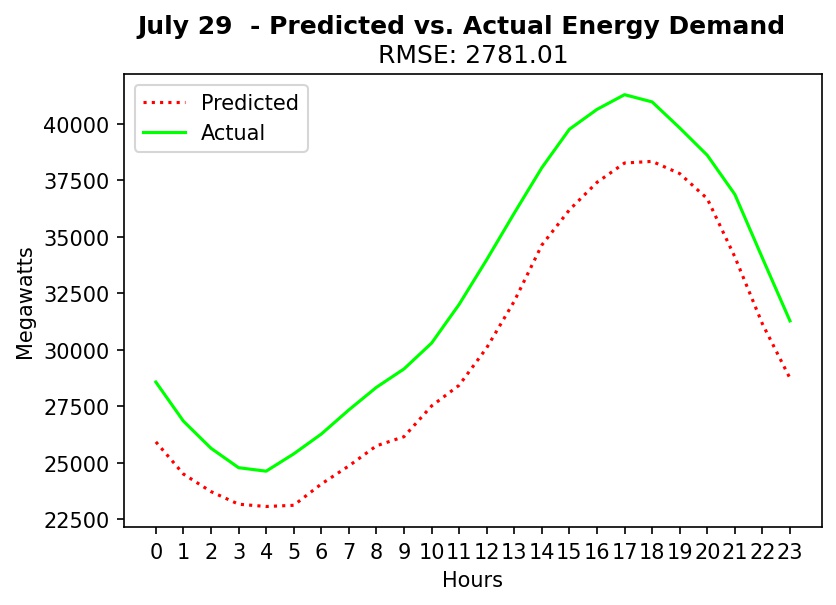 July 29  - Predicted vs. Actual Energy Demand
RMSE: 2781.01
Predicted
Actual
40000
37500
35000
32500
30000
27500
25000
22500
Megawatts
0 1 2 3 4 5 6 7 8 9 10 11 12 13 14 15 16 17 18 19 20 21 22 23
Hours